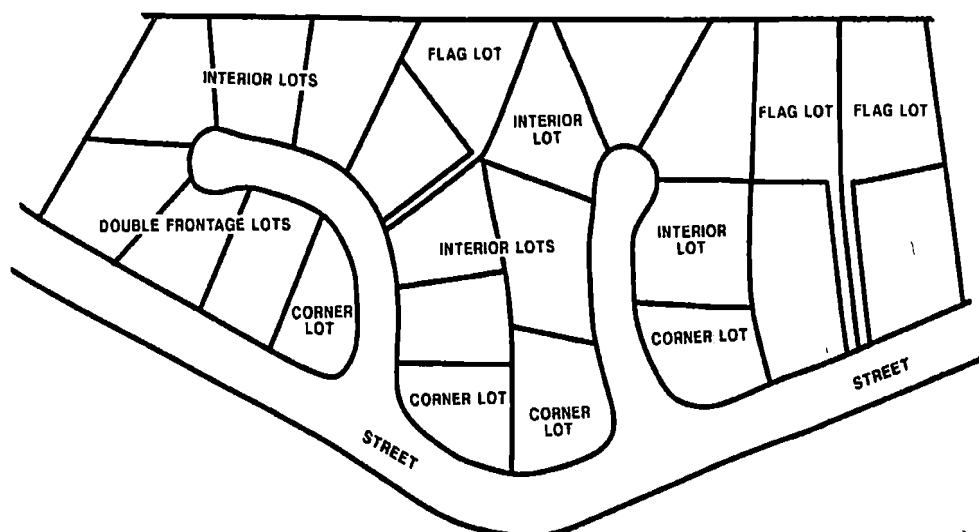 FLAG LOT
INTERIOR LOTS
FLAG LOT
FLAG LOT
INTERIOR
LOT
DOUBLE FRONTAGE LOTS
INTERIOR LOTS
INTERIOR
LOT
CORNER
LOT
CORNER LOT
CORNER LOT
CORNER
LOT
STREET
STREET